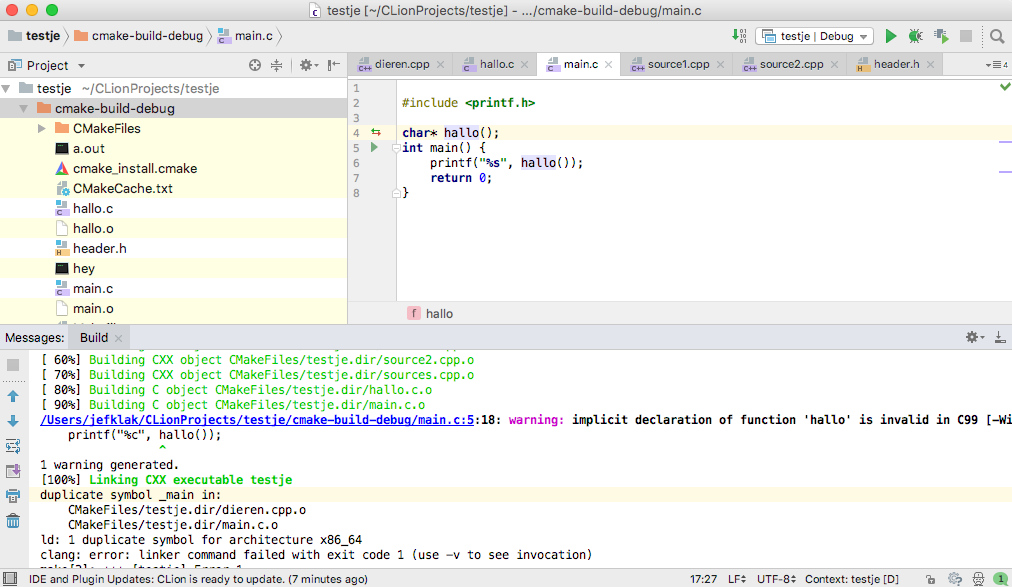 testje [~/CLionProjects/testje] - .../cmake-build-debug/main.c
testje cmake-build-debug main.c testje | Debug
Project dieren.cpp hallo.c main.c source1.cpp source2.cpp header.h 4
testje ~/CLionProjects/testje
cmake-build-debug
CMakeFiles
a.out
cmake_install.cmake
CMakeCache.txt
hallo.c
hallo.o
header.h
hey
main.c
main.o
1
2 #include <printf.h>
3
4 char* hallo();
5 int main() {
6 printf("%s", hallo());
7 return 0;
8 }
f hallo
Messages: Build
[ 60%] Building CXX object CMakeFiles/testje.dir/source2.cpp.o
[ 70%] Building CXX object CMakeFiles/testje.dir/sources.cpp.o
[ 80%] Building C object CMakeFiles/testje.dir/hallo.c.o
[ 90%] Building C object CMakeFiles/testje.dir/main.c.o
/Users/jefklak/CLionProjects/testje/cmake-build-debug/main.c:5:18: warning: implicit declaration of function 'hallo' is invalid in C99 [-Wi
printf("%c", hallo());
^
1 warning generated.
[100%] Linking CXX executable testje
duplicate symbol _main in:
CMakeFiles/testje.dir/dieren.cpp.o
CMakeFiles/testje.dir/main.c.o
ld: 1 duplicate symbol for architecture x86_64
clang: error: linker command failed with exit code 1 (use -v to see invocation)
IDE and Plugin Updates: CLion is ready to update. (7 minutes ago) 17:27 LF UTF-8 Context: testje [D] 1